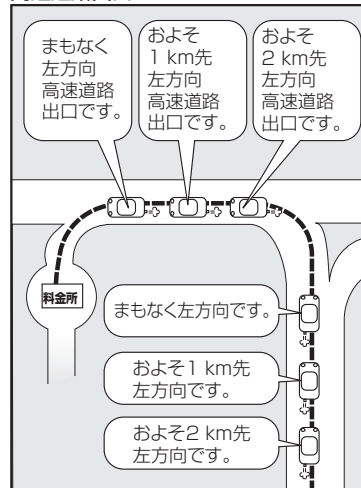 まもなく
左方向
高速道路
出口です。
およそ
1 km先
左方向
高速道路
出口です。
およそ
2 km先
左方向
高速道路
出口です。
料金所
まもなく左方向です。
およそ1 km先
左方向です。
およそ2 km先
左方向です。